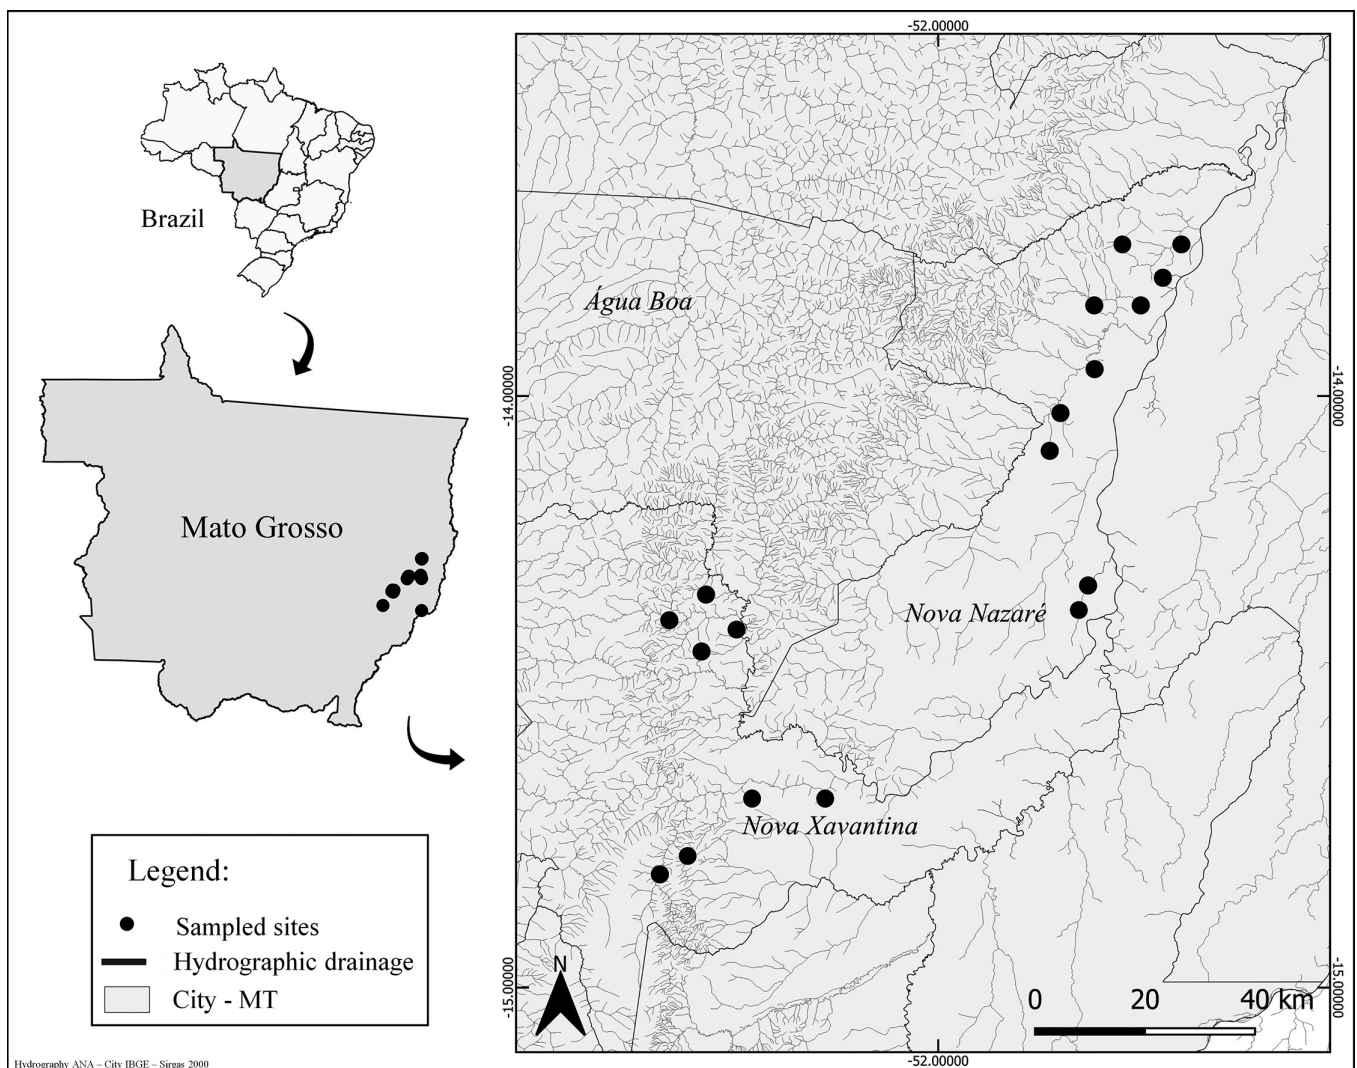 Brazil
Mato Grosso
Legend:
Sampled sites
Hydrographic drainage
City - MT
Hydrography ANA – City IBGE – Sirgas 2000
-52.00000
-14.00000
-14.00000
Água Boa
Nova Nazaré
Nova Xavantina
N
-15.00000
-15.00000
0 20 40 km
-52.00000